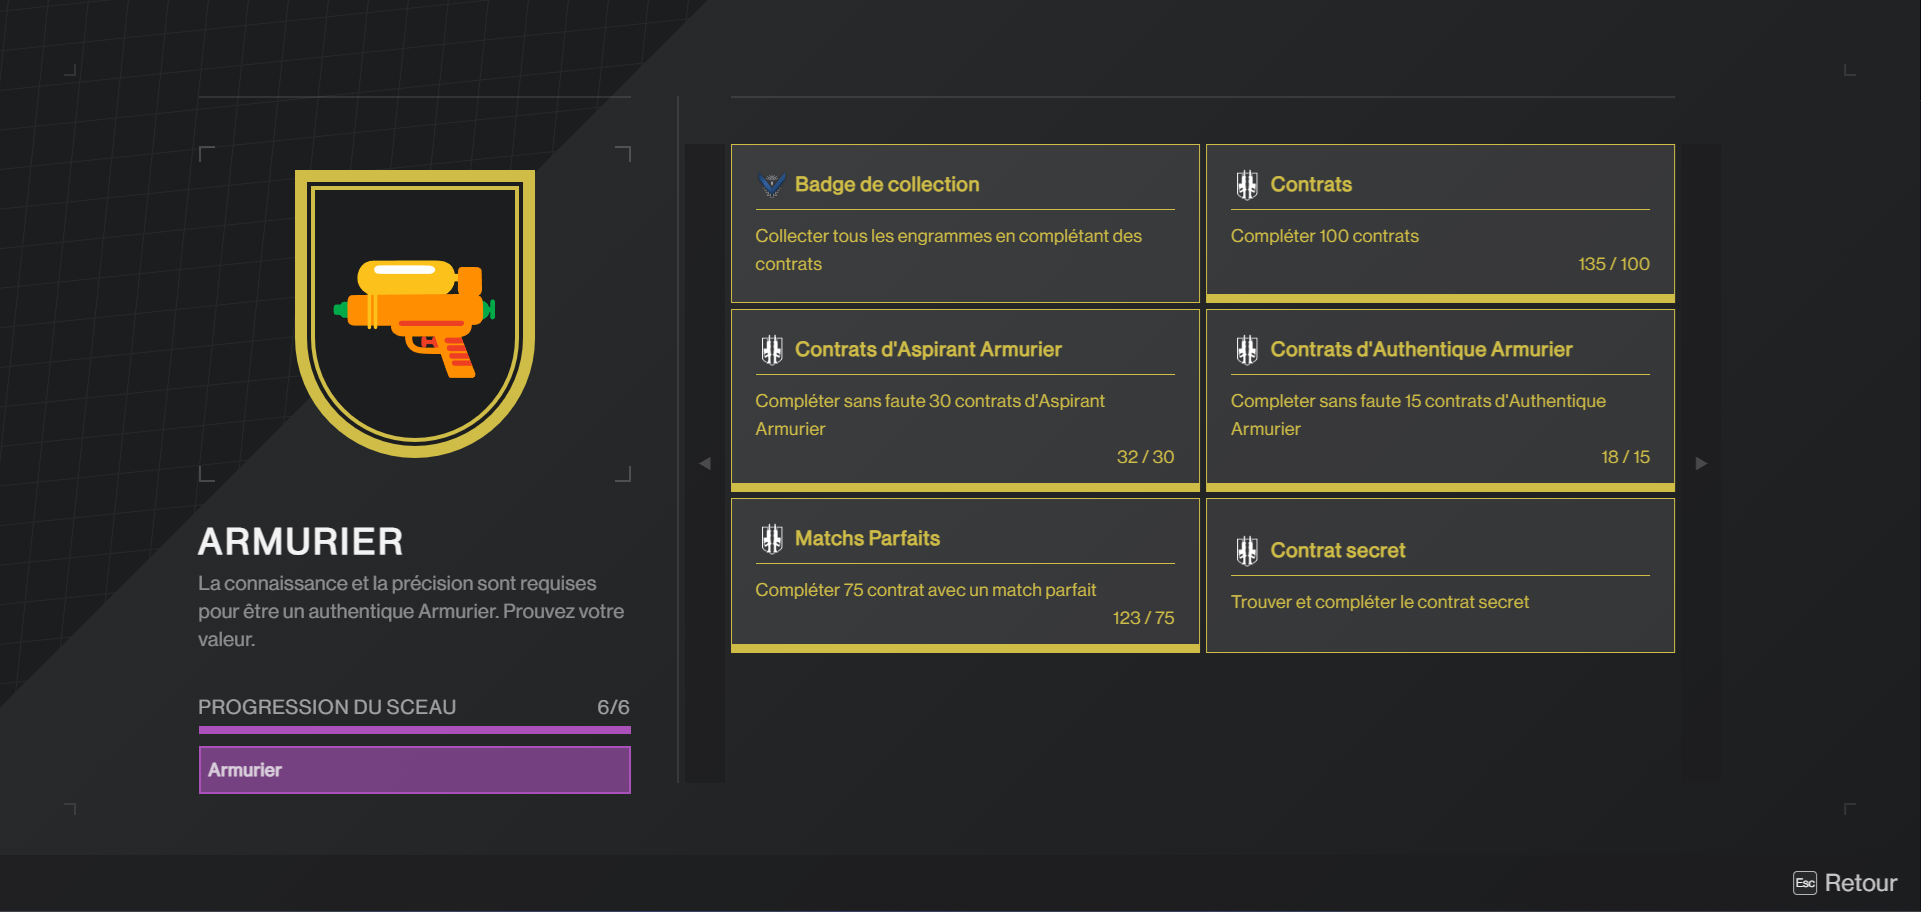 ARMURIER
La connaissance et la précision sont requises
pour être un authentique Armurier. Prouvez votre
valeur.
PROGRESSION DU SCEAU 6/6
Armurier
Badge de collection
Collecter tous les engrammes en complétant des
contrats
Contrats
Compléter 100 contrats
135 / 100
Contrats d'Aspirant Armurier
Compléter sans faute 30 contrats d'Aspirant
Armurier
32 / 30
Contrats d'Authentique Armurier
Completer sans faute 15 contrats d'Authentique
Armurier
18 / 15
Matchs Parfaits
Compléter 75 contrat avec un match parfait
123 / 75
Contrat secret
Trouver et compléter le contrat secret
Esc Retour